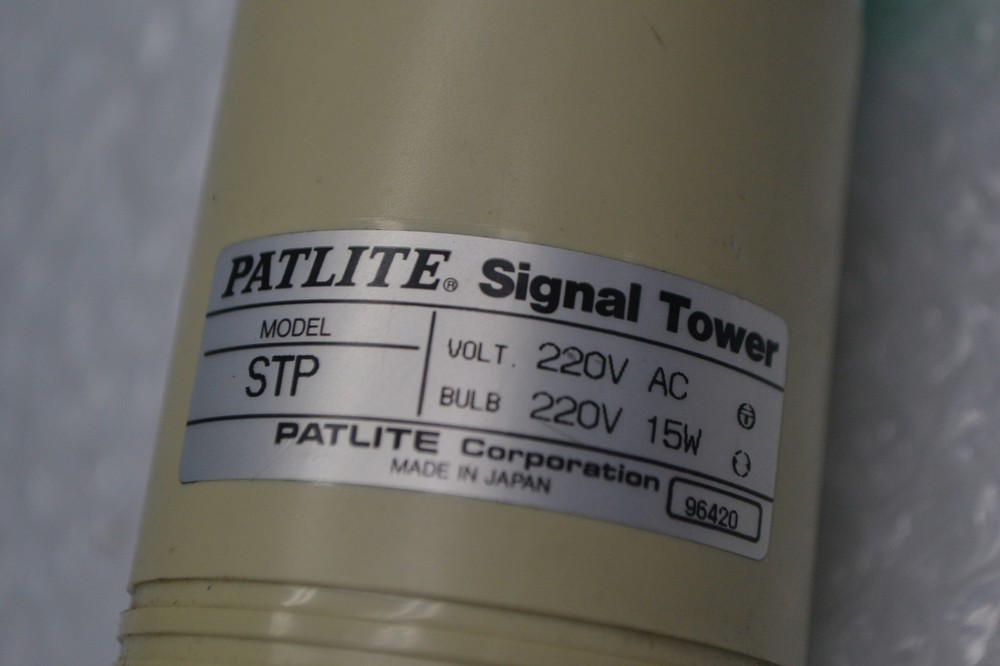 PATLITE® Signal Tower
MODEL
STP
VOLT. 220V AC
BULB 220V 15W
PATLITE Corporation
MADE IN JAPAN
96420